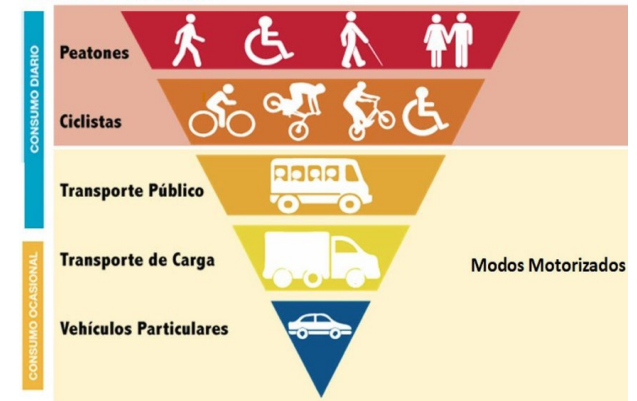 CONSUMO DIARIO
Peatones
Ciclistas
Transporte Público
CONSUMO OCASIONAL
Transporte de Carga
Modos Motorizados
Vehículos Particulares